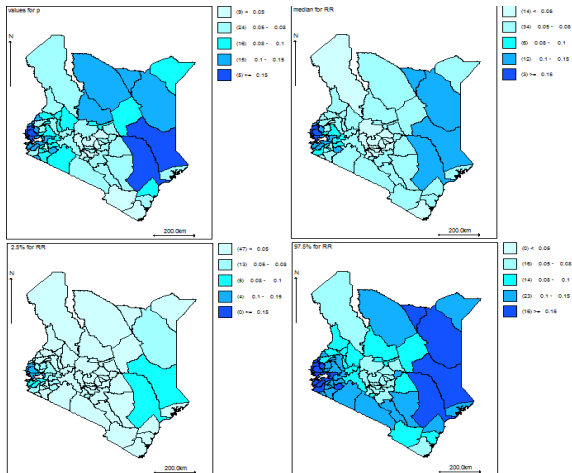 values for p
(9) < 0.05
(24) 0.05 - 0.08
(16) 0.08 - 0.1
(15) 0.1 - 0.15
(5) >= 0.15
N
200.0km
median for RR
(14) < 0.05
(34) 0.05 - 0.08
(6) 0.08 - 0.1
(12) 0.1 - 0.15
(3) >= 0.15
N
200.0km
2.5% for RR
(47) < 0.05
(13) 0.05 - 0.08
(5) 0.08 - 0.1
(4) 0.1 - 0.15
(0) >= 0.15
N
200.0km
97.5% for RR
(0) < 0.05
(16) 0.05 - 0.08
(14) 0.08 - 0.1
(23) 0.1 - 0.15
(16) >= 0.15
N
200.0km